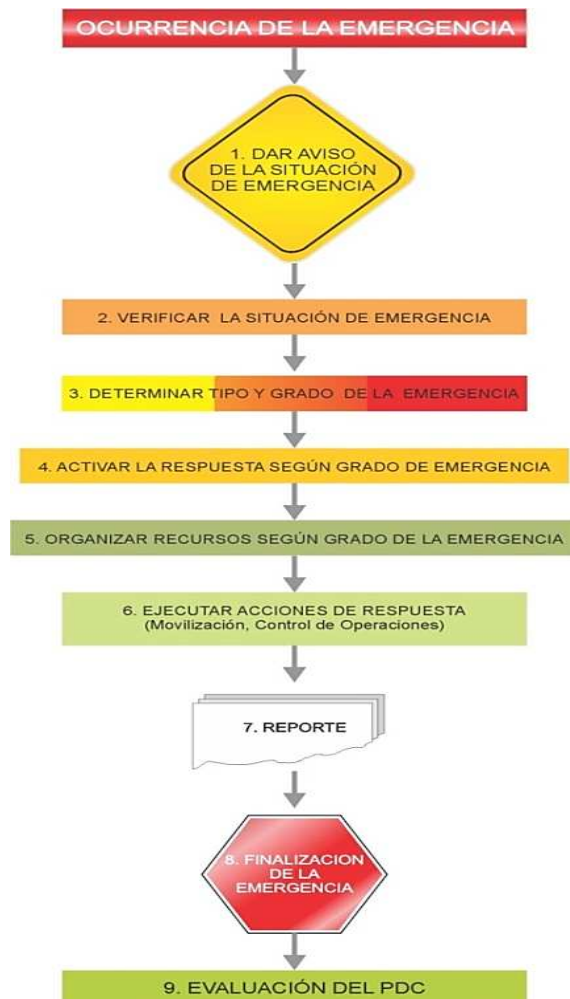 OCURRENCIA DE LA EMERGENCIA
1. DAR AVISO
DE LA SITUACIÓN
DE EMERGENCIA
2. VERIFICAR LA SITUACIÓN DE EMERGENCIA
3. DETERMINAR TIPO Y GRADO DE LA EMERGENCIA
4. ACTIVAR LA RESPUESTA SEGÚN GRADO DE EMERGENCIA
5. ORGANIZAR RECURSOS SEGÚN GRADO DE LA EMERGENCIA
6. EJECUTAR ACCIONES DE RESPUESTA
(Movilización, Control de Operaciones)
7. REPORTE
8. FINALIZACION
DE LA
EMERGENCIA
9. EVALUACIÓN DEL PDC